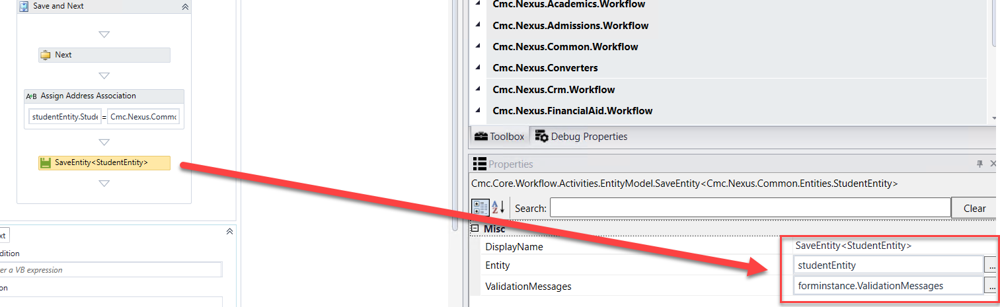 Save and Next
Next
A+B Assign Address Association
studentEntity.Stude = Cmc.Nexus.Commo
SaveEntity<StudentEntity>
xt
dition
er a VB expression
on
Cmc.Nexus.Academics.Workflow
Cmc.Nexus.Admissions.Workflow
Cmc.Nexus.Common.Workflow
Cmc.Nexus.Converters
Cmc.Nexus.Crm.Workflow
Cmc.Nexus.FinancialAid.Workflow
Toolbox Debug Properties
Properties
Cmc.Core.Workflow.Activities.EntityModel.SaveEntity<Cmc.Nexus.Common.Entities.StudentEntity>
AZ Search: Clear
Misc
DisplayName SaveEntity<StudentEntity>
Entity studentEntity ...
ValidationMessages forminstance.ValidationMessages ...